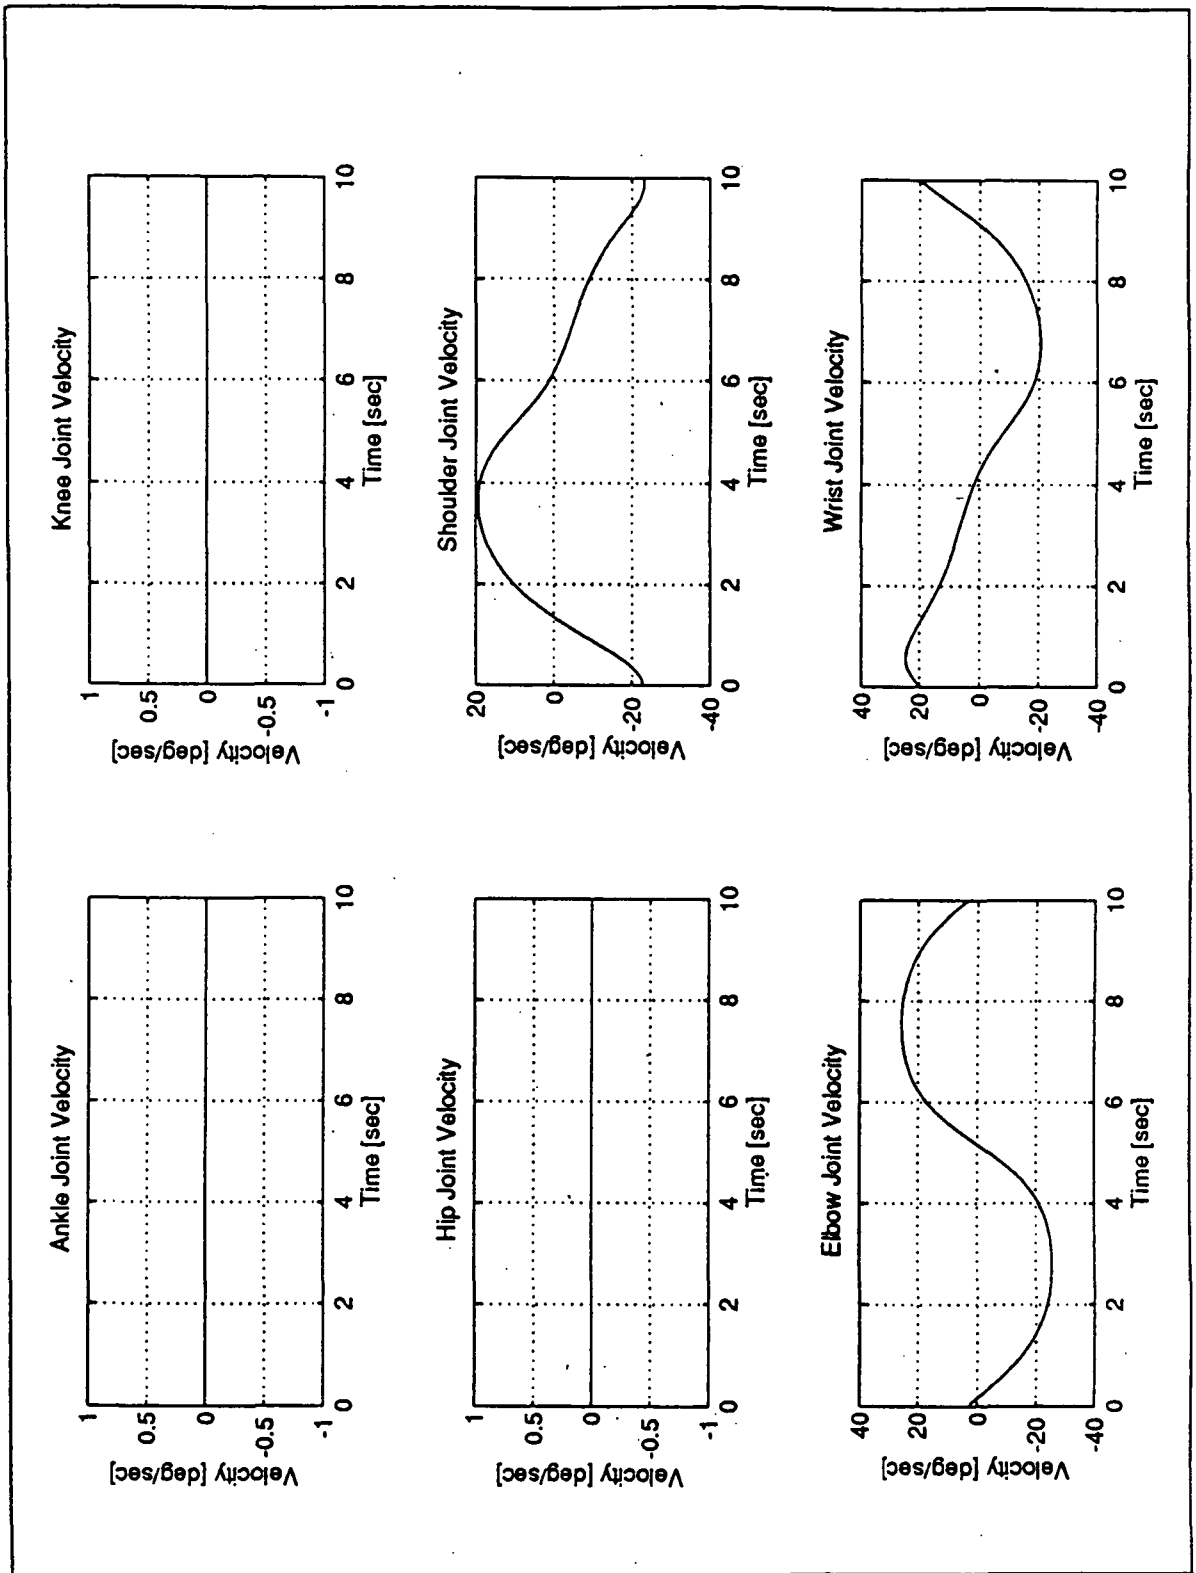 Ankle Joint Velocity
Velocity [deg/sec]
1
0.5
0
-0.5
-1
0 2 4 6 8 10
Time [sec]
Knee Joint Velocity
Velocity [deg/sec]
1
0.5
0
-0.5
-1
0 2 4 6 8 10
Time [sec]
Hip Joint Velocity
Velocity [deg/sec]
1
0.5
0
-0.5
-1
0 2 4 6 8 10
Time [sec]
Shoulder Joint Velocity
Velocity [deg/sec]
20
0
-20
-40
0 2 4 6 8 10
Time [sec]
Elbow Joint Velocity
Velocity [deg/sec]
40
20
0
-20
-40
0 2 4 6 8 10
Time [sec]
Wrist Joint Velocity
Velocity [deg/sec]
40
20
0
-20
-40
0 2 4 6 8 10
Time [sec]